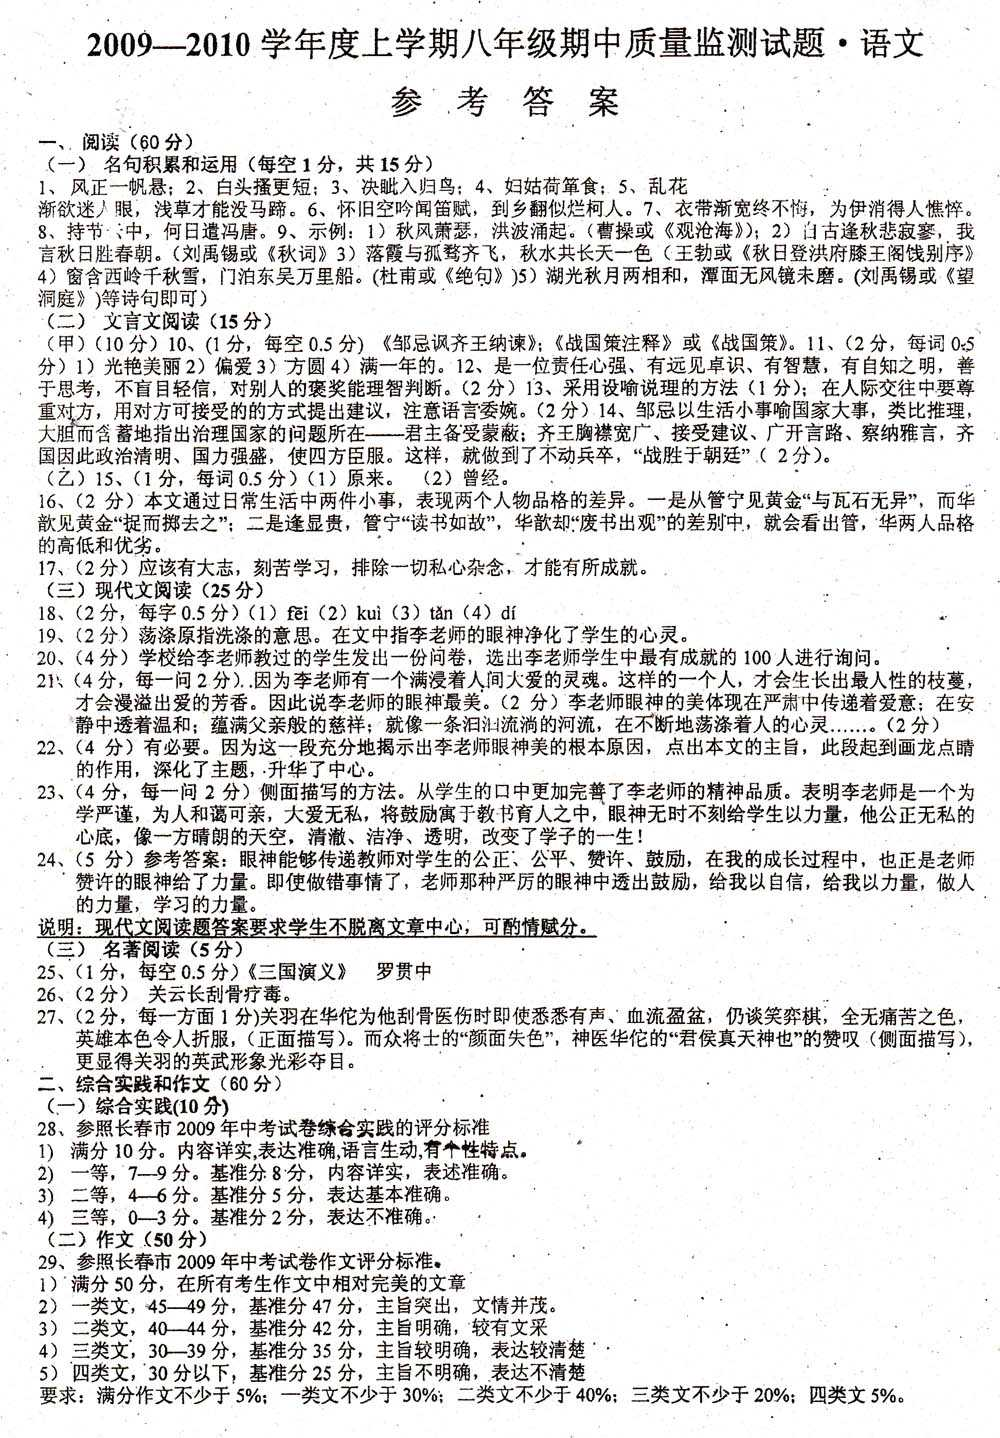 2009—2010 学年度上学期八年级期中质量监测试题·语文
参 考 答 案
一、 阅读（60 分）
（一） 名句积累和运用（每空 1 分，共 15 分）
1、 风正一帆悬；2、白头搔更短；3、决眦入归鸟；4、妇姑荷箪食；5、乱花
渐欲迷人眼，浅草才能没马蹄。6、怀旧空吟闻笛赋，到乡翻似烂柯人。7、衣带渐宽终不悔，为伊消得人憔悴。
8、持节云中，何日遣冯唐。9、示例：1）秋风萧瑟，洪波涌起。（曹操或《观沧海》）；2）自古逢秋悲寂寥，我
言秋日胜春朝。（刘禹锡或《秋词》3）落霞与孤骛齐飞，秋水共长天一色（王勃或《秋日登洪府滕王阁饯别序》
4）窗含西岭千秋雪，门泊东吴万里船。(杜甫或《绝句》)5）湖光秋月两相和，潭面无风镜未磨。(刘禹锡或《望
洞庭》)等诗句即可）
（二） 文言文阅读（15 分）
（甲）（10 分）10、（1 分，每空 0.5 分） 《邹忌讽齐王纳谏》；《战国策注释》或《战国策》。11、（2 分，每词 0.5
分）1）光艳美丽 2）偏爱 3）方圆 4）满一年的。12、是一位责任心强、有远见卓识、有智慧，有自知之明，善
于思考，不盲目轻信，对别人的褒奖能理智判断。（2 分）13、采用设喻说理的方法（1 分）；在人际交往中要尊
重对方，用对方可接受的的方式提出建议，注意语言委婉。（2 分）14、邹忌以生活小事喻国家大事，类比推理，
大胆而含蓄地指出治理国家的问题所在——君主备受蒙蔽；齐王胸襟宽广、接受建议、广开言路、察纳雅言，齐
国因此政治清明、国力强盛，使四方臣服。这样，就做到了不动兵卒，“战胜于朝廷”（ 2分）。
（乙）15、（1 分，每词 0.5 分）（1）原来。 （2）曾经。
16、（2 分）本文通过日常生活中两件小事，表现两个人物品格的差异。一是从管宁见黄金“与瓦石无异”，而华
歆见黄金“捉而掷去之”；二是逢显贵，管宁“读书如故”，华歆却“废书出观”的差别中，就会看出管，华两人品格
的高低和优劣。
17、（2 分）应该有大志，刻苦学习，排除一切私心杂念，才能有所成就。
（三）现代文阅读（25 分）
18、（2 分，每字 0.5 分）（1）fēi（2）kuì（3）tǎn（4）dí
19、（2 分）荡涤原指洗涤的意思。在文中指李老师的眼神净化了学生的心灵。
20、（4 分）学校给李老师教过的学生发出一份问卷，选出李老师学生中最有成就的 100 人进行询问。
21、（4 分，每一问 2 分）.因为李老师有一个满浸着人间大爱的灵魂。这样的一个人，才会生长出最人性的枝蔓，
才会漫溢出爱的芳香。因此说李老师的眼神最美。（2 分）李老师眼神的美体现在严肃中传递着爱意；在安
静中透着温和；蕴满父亲般的慈祥；就像一条汩汩流淌的河流，在不断地荡涤着人的心灵……。（2 分）
22、（4 分）有必要。因为这一段充分地揭示出李老师眼神美的根本原因，点出本文的主旨，此段起到画龙点睛
的作用，深化了主题，升华了中心。
23、（4 分，每一问 2 分）侧面描写的方法。从学生的口中更加完善了李老师的精神品质。表明李老师是一个为
学严谨，为人和蔼可亲，大爱无私，将鼓励寓于教书育人之中，眼神无时不刻给学生以力量，他公正无私的
心底，像一方晴朗的天空，清澈、洁净、透明，改变了学子的一生！
24、（5 分）参考答案：眼神能够传递教师对学生的公正、公平、赞许、鼓励，在我的成长过程中，也正是老师
赞许的眼神给了力量。即使做错事情了，老师那种严厉的眼神中透出鼓励，给我以自信，给我以力量，做人
的力量，学习的力量。
说明：现代文阅读题答案要求学生不脱离文章中心，可酌情赋分。
（三） 名著阅读（5 分）
25、（1 分，每空 0.5 分）《三国演义》 罗贯中
26、（2 分） 关云长刮骨疗毒。
27、（2 分，每一方面 1 分)关羽在华佗为他刮骨医伤时即使悉悉有声、血流盈盆，仍谈笑弈棋，全无痛苦之色，
英雄本色令人折服，（正面描写）。而众将士的“颜面失色”，神医华佗的“君侯真天神也”的赞叹（侧面描写），
更显得关羽的英武形象光彩夺目。
二、综合实践和作文（60 分）
（一）综合实践(10 分)
28、参照长春市 2009 年中考试卷综合实践的评分标准
1） 满分 10 分。内容详实,表达准确,语言生动,有个性特点。
2） 一等，7—9 分。基准分 8 分，内容详实，表述准确。
3） 二等，4—6 分。基准分 5 分，表达基本准确。
4） 三等，0—3 分。基准分 2 分，表达不准确。
（二）作文（50 分）
29、参照长春市 2009 年中考试卷作文评分标准。
1） 满分 50 分，在所有考生作文中相对完美的文章
2） 一类文，45—49 分，基准分 47 分，主旨突出，文情并茂。
3） 二类文，40—44 分，基准分 42 分，主旨明确，较有文采
4） 三类文，30—39 分，基准分 35 分，主旨较明确，表达较清楚
5） 四类文，30 分以下，基准分 25 分，主旨不明确，表达不清楚
要求：满分作文不少于 5%；一类文不少于 30%；二类文不少于 40%；三类文不少于 20%；四类文 5%。